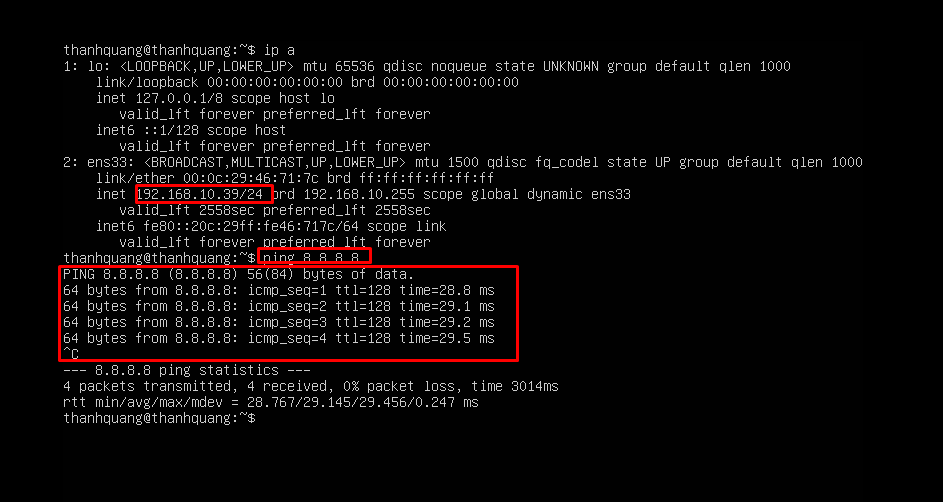 thanhquang@thanhquang:~$ ip a
1: lo: <LOOPBACK,UP,LOWER_UP> mtu 65536 qdisc noqueue state UNKNOWN group default qlen 1000
link/loopback 00:00:00:00:00:00 brd 00:00:00:00:00:00
inet 127.0.0.1/8 scope host lo
valid_lft forever preferred_lft forever
inet6 ::1/128 scope host
valid_lft forever preferred_lft forever
2: ens33: <BROADCAST,MULTICAST,UP,LOWER_UP> mtu 1500 qdisc fq_codel state UP group default qlen 1000
link/ether 00:0c:29:46:71:7c brd ff:ff:ff:ff:ff:ff
inet 192.168.10.39/24 brd 192.168.10.255 scope global dynamic ens33
valid_lft 2558sec preferred_lft 2558sec
inet6 fe80::20c:29ff:fe46:717c/64 scope link
valid_lft forever preferred_lft forever
thanhquang@thanhquang:~$ ping 8.8.8.8
PING 8.8.8.8 (8.8.8.8) 56(84) bytes of data.
64 bytes from 8.8.8.8: icmp_seq=1 ttl=128 time=28.8 ms
64 bytes from 8.8.8.8: icmp_seq=2 ttl=128 time=29.1 ms
64 bytes from 8.8.8.8: icmp_seq=3 ttl=128 time=29.2 ms
64 bytes from 8.8.8.8: icmp_seq=4 ttl=128 time=29.5 ms
^C
--- 8.8.8.8 ping statistics ---
4 packets transmitted, 4 received, 0% packet loss, time 3014ms
rtt min/avg/max/mdev = 28.767/29.145/29.456/0.247 ms
thanhquang@thanhquang:~$